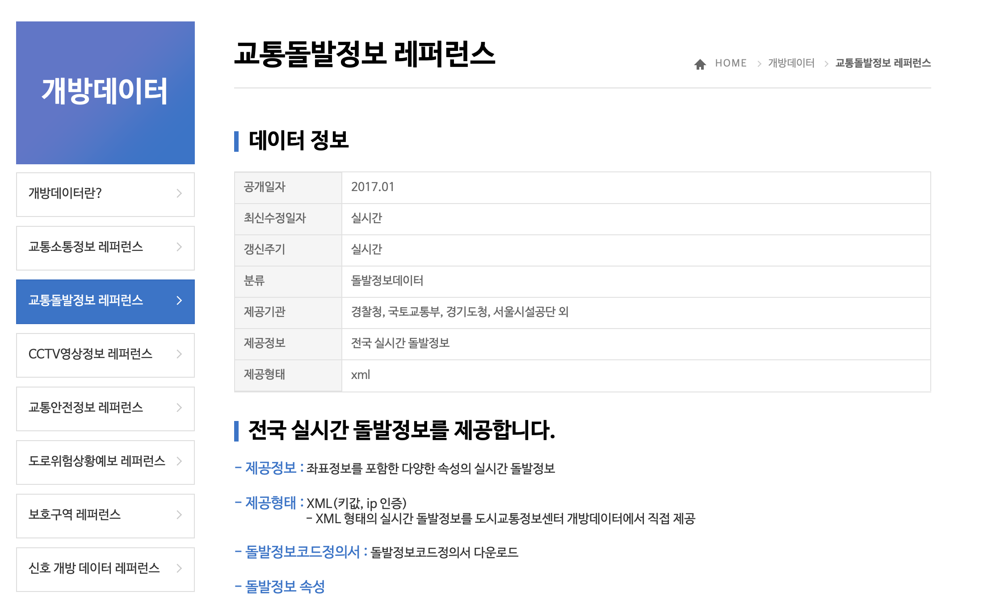 개방데이터
개방데이터란?
교통소통정보 레퍼런스
교통돌발정보 레퍼런스
CCTV영상정보 레퍼런스
교통안전정보 레퍼런스
도로위험상황예보 레퍼런스
보호구역 레퍼런스
신호 개방 데이터 레퍼런스
교통돌발정보 레퍼런스
HOME > 개방데이터 > 교통돌발정보 레퍼런스
데이터 정보
공개일자 2017.01
최신수정일자 실시간
갱신주기 실시간
분류 돌발정보데이터
제공기관 경찰청, 국토교통부, 경기도청, 서울시설공단 외
제공정보 전국 실시간 돌발정보
제공형태 xml
전국 실시간 돌발정보를 제공합니다.
- 제공정보 : 좌표정보를 포함한 다양한 속성의 실시간 돌발정보
- 제공형태 : XML(키값, ip 인증)
- XML 형태의 실시간 돌발정보를 도시교통정보센터 개방데이터에서 직접 제공
- 돌발정보코드정의서 : 돌발정보코드정의서 다운로드
- 돌발정보 속성